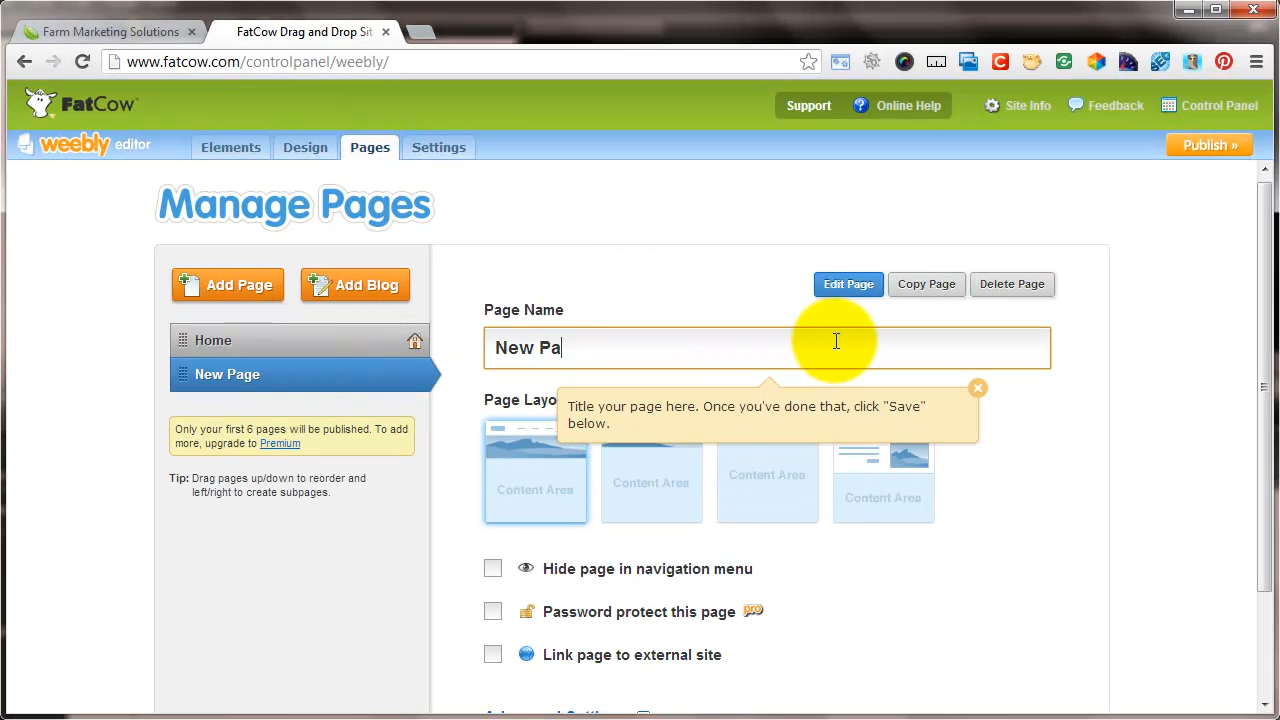 Farm Marketing Solutions
FatCow Drag and Drop Sit
www.fatcow.com/controlpanel/weebly/
FatCow
Support
Online Help
Site Info
Feedback
Control Panel
weebly editor
Elements
Design
Pages
Settings
Publish »
Manage Pages
Add Page
Add Blog
Edit Page
Copy Page
Delete Page
Page Name
Home
New Pa
New Page
Page Layo
Title your page here. Once you've done that, click "Save"
below.
Only your first 6 pages will be published. To add
more, upgrade to Premium
Tip: Drag pages up/down to reorder and
left/right to create subpages.
Content Area
Content Area
Content Area
Content Area
Hide page in navigation menu
Password protect this page pro
Link page to external site